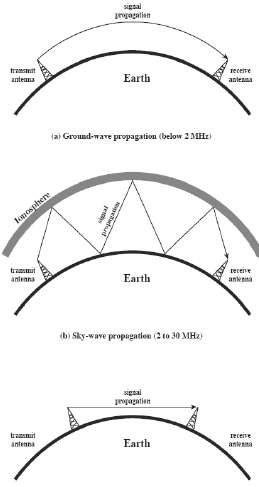 signal
propagation
transmit
antenna
Earth
receive
antenna
(a) Ground-wave propagation (below 2 MHz)
Ionosphere
signal
propagation
transmit
antenna
Earth
receive
antenna
(b) Sky-wave propagation (2 to 30 MHz)
signal
propagation
transmit
antenna
Earth
receive
antenna